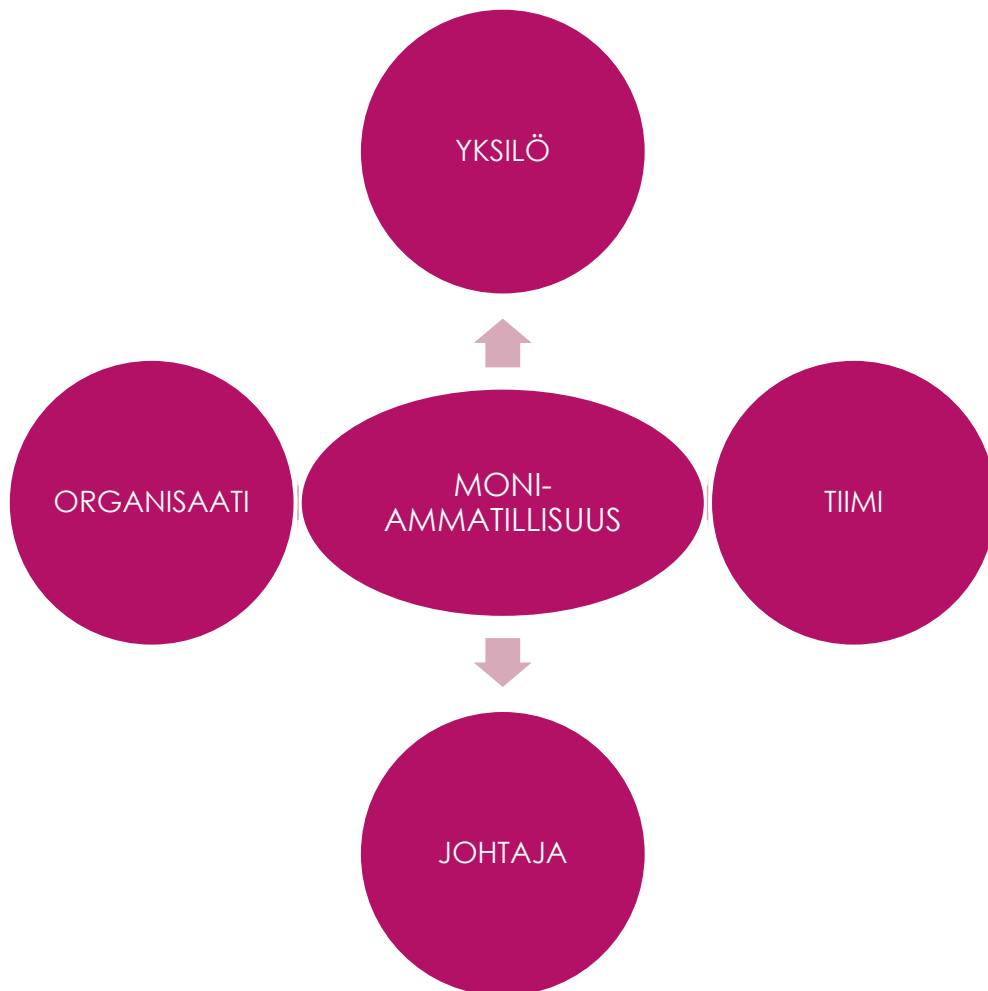 YKSILÖ
ORGANISAATI
MONI-
AMMATILLISUUS
TIIMI
JOHTAJA